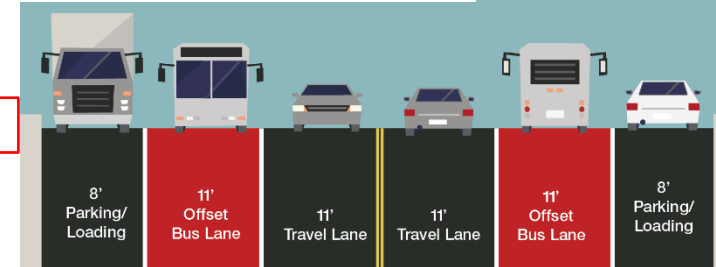 8'
Parking/
Loading
11'
Offset
Bus Lane
11'
Travel Lane
11'
Travel Lane
11'
Offset
Bus Lane
8'
Parking/
Loading